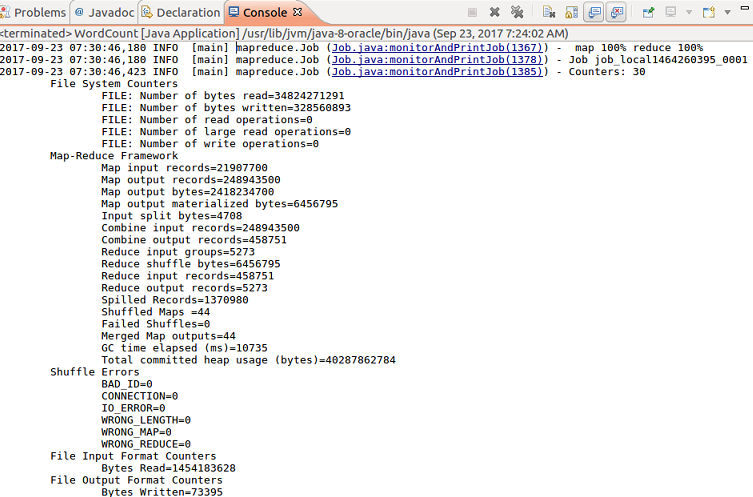 Problems @ Javadoc Declaration Console
<terminated> WordCount [Java Application] /usr/lib/jvm/java-8-oracle/bin/java (Sep 23, 2017 7:24:02 AM)
2017-09-23 07:30:46,180 INFO [main] mapreduce.Job (Job.java:monitorAndPrintJob(1367)) - map 100% reduce 100%
2017-09-23 07:30:46,180 INFO [main] mapreduce.Job (Job.java:monitorAndPrintJob(1378)) - Job job_local1464260395_0001
2017-09-23 07:30:46,423 INFO [main] mapreduce.Job (Job.java:monitorAndPrintJob(1385)) - Counters: 30
File System Counters
FILE: Number of bytes read=34824271291
FILE: Number of bytes written=328560893
FILE: Number of read operations=0
FILE: Number of large read operations=0
FILE: Number of write operations=0
Map-Reduce Framework
Map input records=21907700
Map output records=248943500
Map output bytes=2418234700
Map output materialized bytes=6456795
Input split bytes=4708
Combine input records=248943500
Combine output records=458751
Reduce input groups=5273
Reduce shuffle bytes=6456795
Reduce input records=458751
Reduce output records=5273
Spilled Records=1370980
Shuffled Maps =44
Failed Shuffles=0
Merged Map outputs=44
GC time elapsed (ms)=10735
Total committed heap usage (bytes)=40287862784
Shuffle Errors
BAD_ID=0
CONNECTION=0
IO_ERROR=0
WRONG_LENGTH=0
WRONG_MAP=0
WRONG_REDUCE=0
File Input Format Counters
Bytes Read=1454183628
File Output Format Counters
Bytes Written=73395